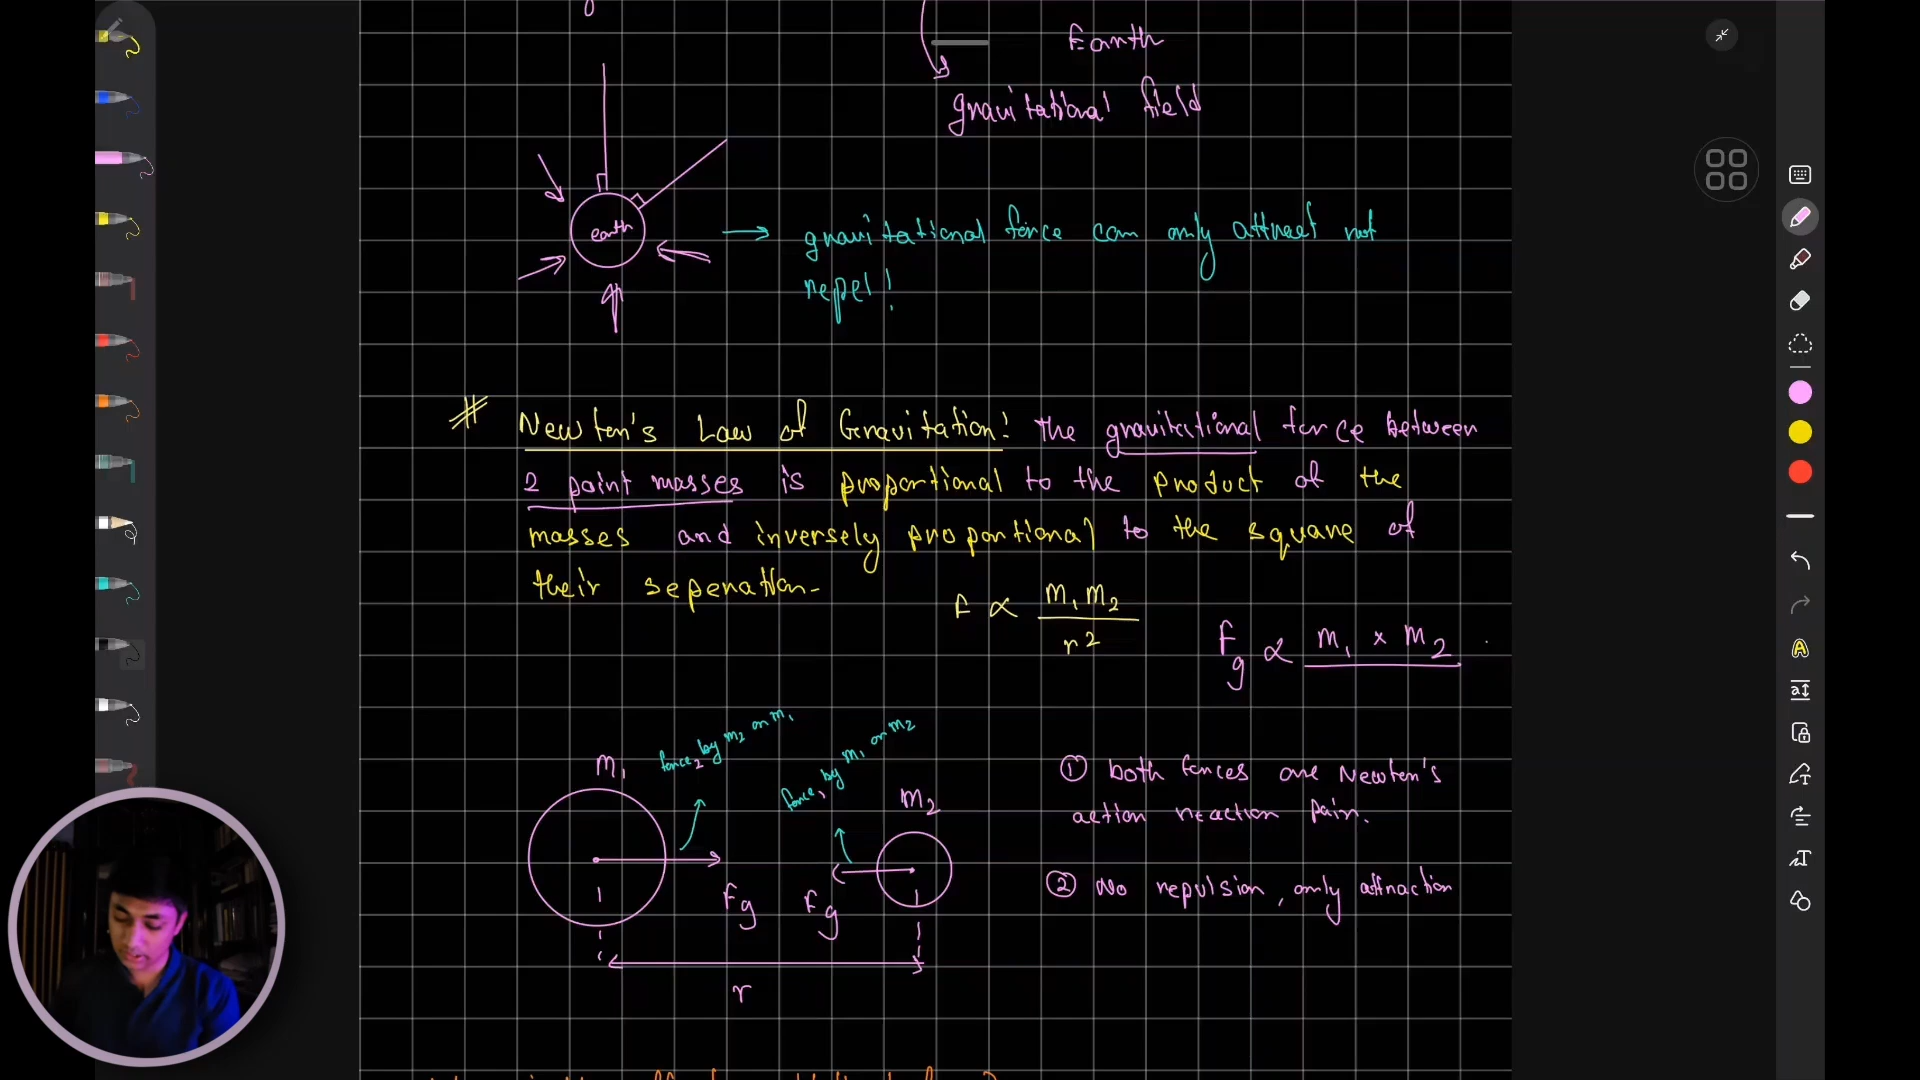 Earth
gravitational field
earth
→ gravitational force can only attract not
repel!
# Newton's Law of Gravitation: the gravitational force between
2 point masses is proportional to the product of the
masses and inversely proportional to the square of
their seperation-
F ∝ m₁m₂ / r²
Fg ∝ m₁ × m₂
m₁
force₂ by m₂ on m₁
force₁ by m₁ on m₂
m₂
Fg
Fg
r
① both forces are Newton's
action reaction pair.
② No repulsion, only attraction